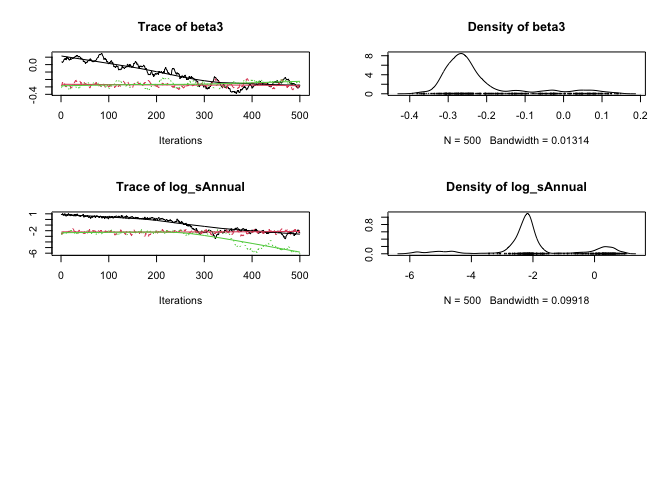 Trace of beta3
Density of beta3
0.0
-0.4
0 100 200 300 400 500
Iterations
8
4
0
-0.4 -0.3 -0.2 -0.1 0.0 0.1 0.2
N = 500 Bandwidth = 0.01314
Trace of log_sAnnual
Density of log_sAnnual
1
-2
-6
0 100 200 300 400 500
Iterations
0.8
0.0
-6 -4 -2 0
N = 500 Bandwidth = 0.09918